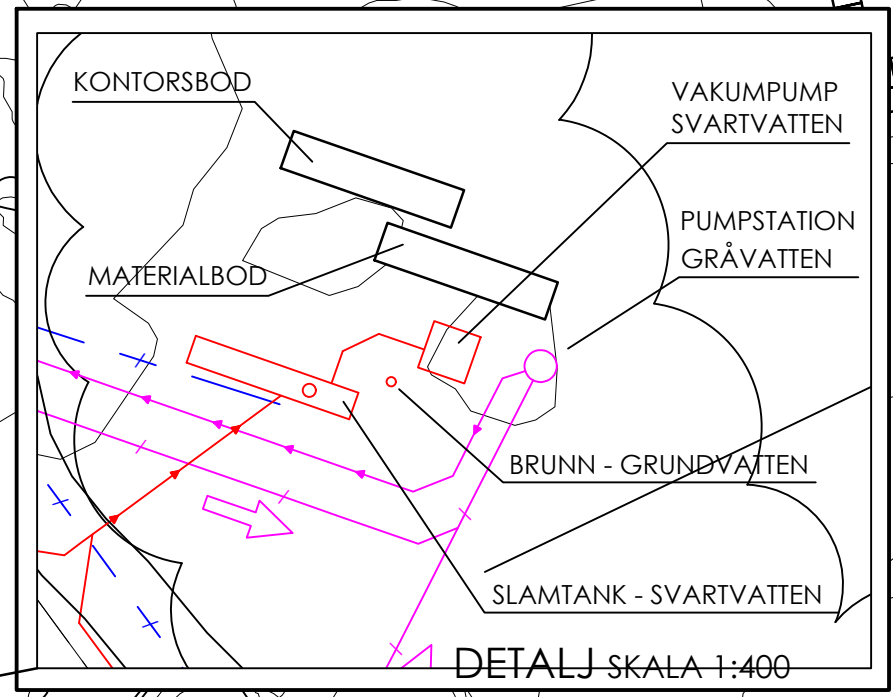 KONTORSBOD
VAKUMPUMP
SVARTVATTEN
PUMPSTATION
GRÅVATTEN
MATERIALBOD
BRUNN - GRUNDVATTEN
SLAMTANK - SVARTVATTEN
DETALJ SKALA 1:400